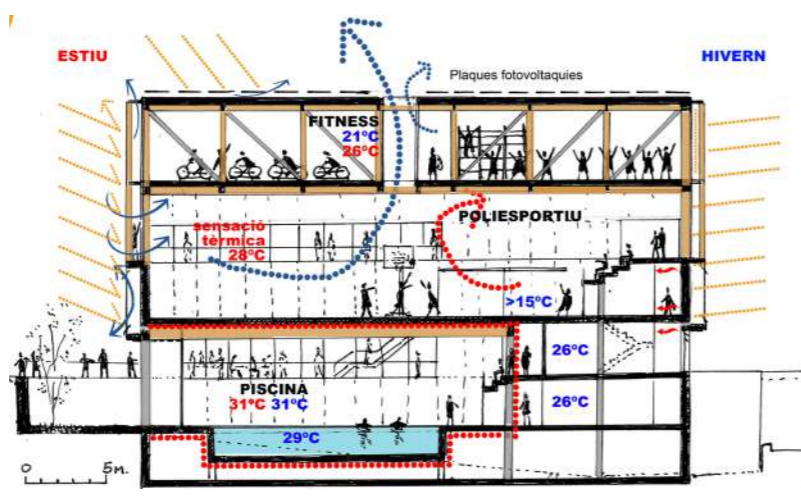 ESTIU
HIVERN
Plaques fotovoltaquies
FITNESS
21ºC
26ºC
POLIESPORTIU
sensació
tèrmica
28ºC
>15ºC
26ºC
PISCINA
31ºC 31ºC
26ºC
29ºC
0 5m.